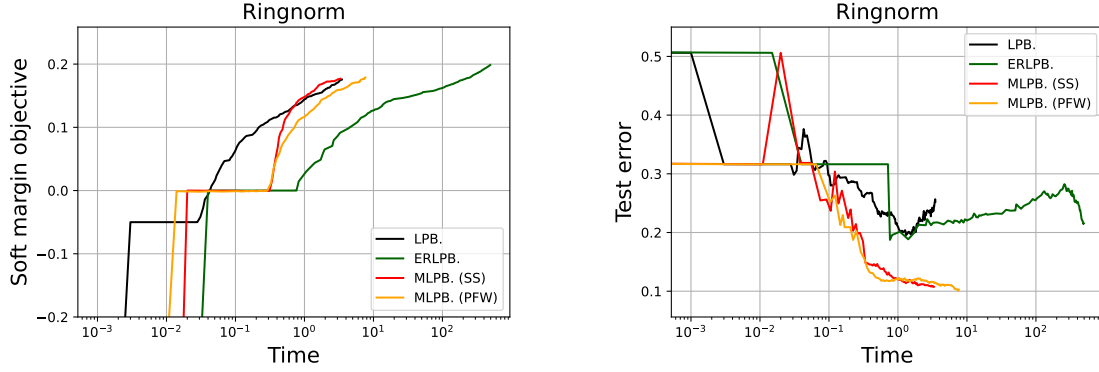 Ringnorm
Soft margin objective
0.2
0.1
0.0
−0.1
−0.2
10⁻³ 10⁻² 10⁻¹ 10⁰ 10¹ 10²
Time
LPB.
ERLPB.
MLPB. (SS)
MLPB. (PFW)
Ringnorm
Test error
0.5
0.4
0.3
0.2
0.1
10⁻³ 10⁻² 10⁻¹ 10⁰ 10¹ 10²
Time
LPB.
ERLPB.
MLPB. (SS)
MLPB. (PFW)